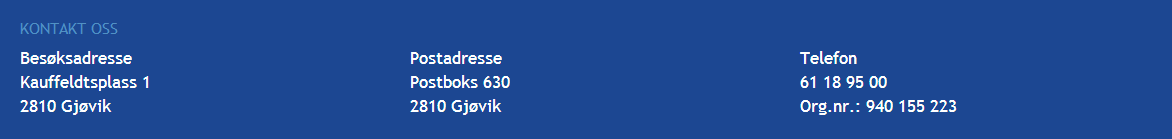 KONTAKT OSS
Besøksadresse
Kauffeldtsplass 1
2810 Gjøvik
Postadresse
Postboks 630
2810 Gjøvik
Telefon
61 18 95 00
Org.nr.: 940 155 223